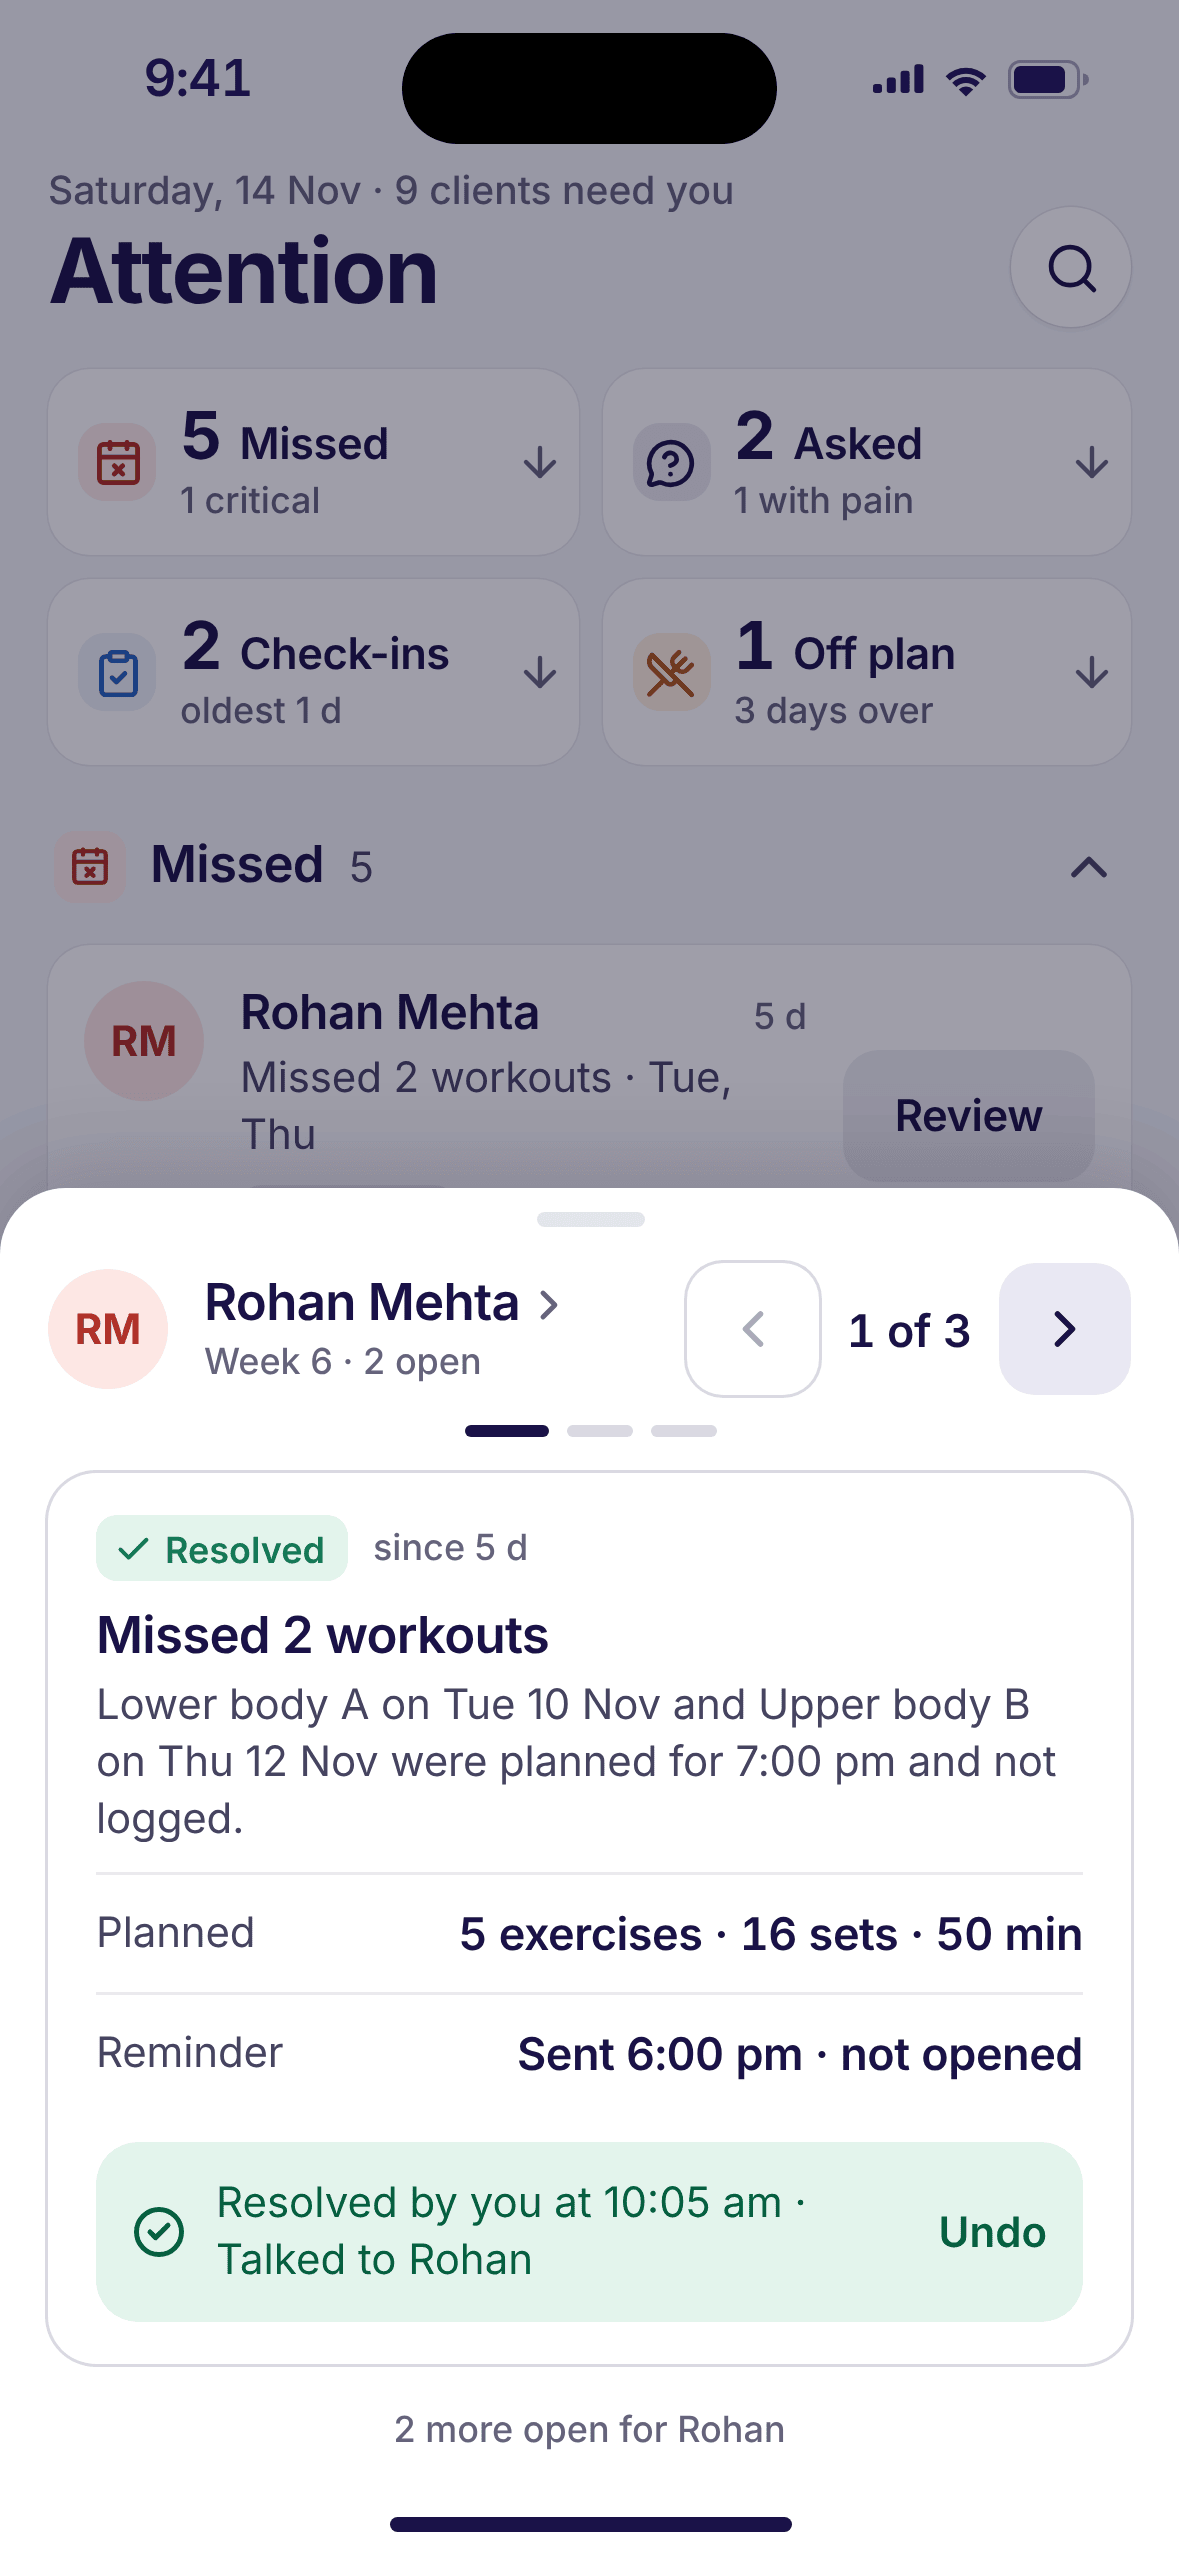 9:41
Saturday, 14 Nov · 9 clients need you
Attention
5 Missed
1 critical
2 Asked
1 with pain
2 Check-ins
oldest 1 d
1 Off plan
3 days over
Missed 5
RM
Rohan Mehta
5 d
Missed 2 workouts · Tue,
Thu
Review
RM
Rohan Mehta
Week 6 · 2 open
1 of 3
Resolved
since 5 d
Missed 2 workouts
Lower body A on Tue 10 Nov and Upper body B
on Thu 12 Nov were planned for 7:00 pm and not
logged.
Planned
5 exercises · 16 sets · 50 min
Reminder
Sent 6:00 pm · not opened
Resolved by you at 10:05 am ·
Talked to Rohan
Undo
2 more open for Rohan